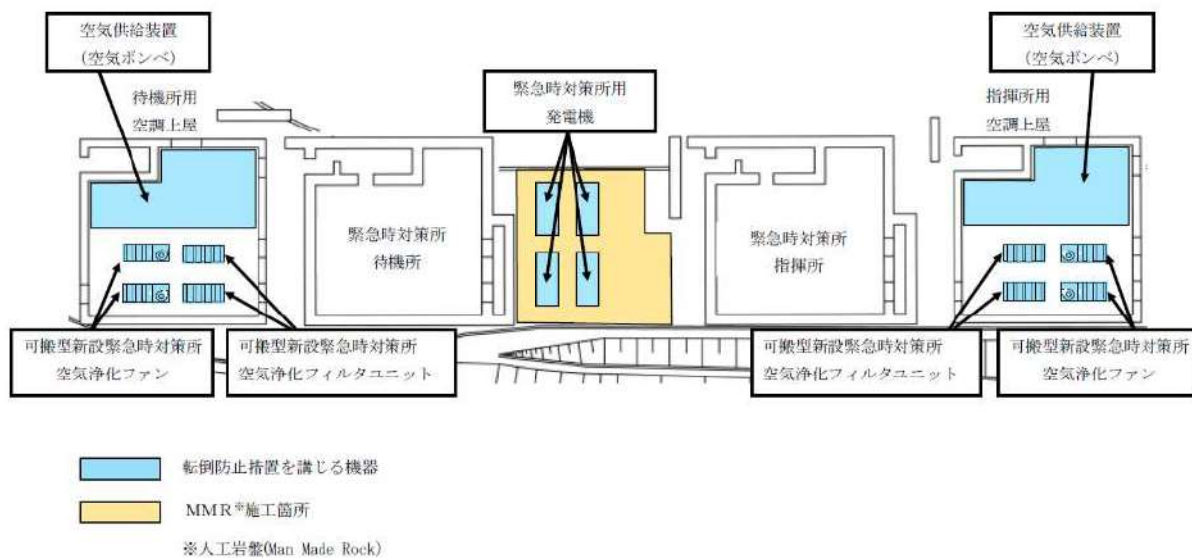 空気供給装置
(空気ボンベ)
空気供給装置
(空気ボンベ)
緊急時対策所用
発電機
待機所用
空調上屋
指揮所用
空調上屋
緊急時対策所
待機所
緊急時対策所
指揮所
可搬型新設緊急時対策所
空気浄化ファン
可搬型新設緊急時対策所
空気浄化フィルタユニット
可搬型新設緊急時対策所
空気浄化フィルタユニット
可搬型新設緊急時対策所
空気浄化ファン
転倒防止措置を講じる機器
MMR※施工箇所
※人工岩盤(Man Made Rock)